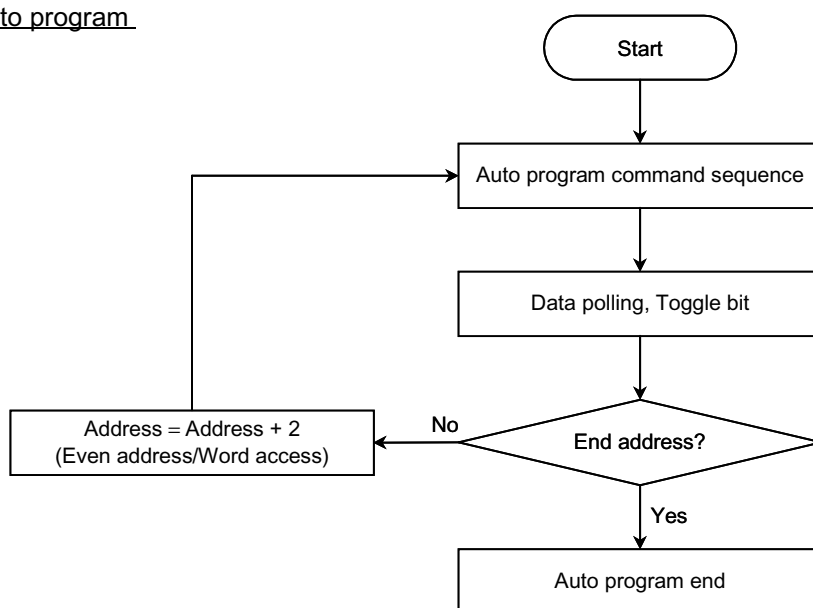 to program
Start
Auto program command sequence
Data polling, Toggle bit
No
Address = Address + 2
(Even address/Word access)
End address?
Yes
Auto program end